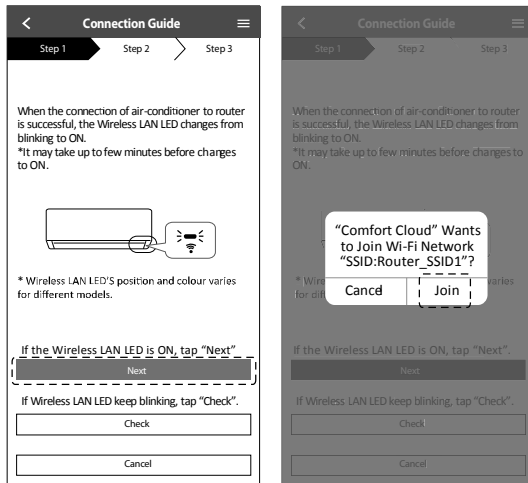 Connection Guide
Step 1 Step 2 Step 3
When the connection of air-conditioner to router
is successful, the Wireless LAN LED changes from
blinking to ON.
*It may take up to few minutes before changes
to ON.
* Wireless LAN LED'S position and colour varies
for different models.
If the Wireless LAN LED is ON, tap "Next"
Next
If Wireless LAN LED keep blinking, tap "Check".
Check
Cancel
Connection Guide
Step 1 Step 2 Step 3
When the connection of air-conditioner to router
is successful, the Wireless LAN LED changes from
blinking to ON.
*It may take up to few minutes before changes to
ON.
"Comfort Cloud" Wants
to Join Wi-Fi Network
"SSID:Router_SSID1"?
Cancel Join
* Wire varies
for diff
If the Wireless LAN LED is ON, tap "Next".
Next
If Wireless LAN LED keep blinking, tap "Check".
Check
Cancel